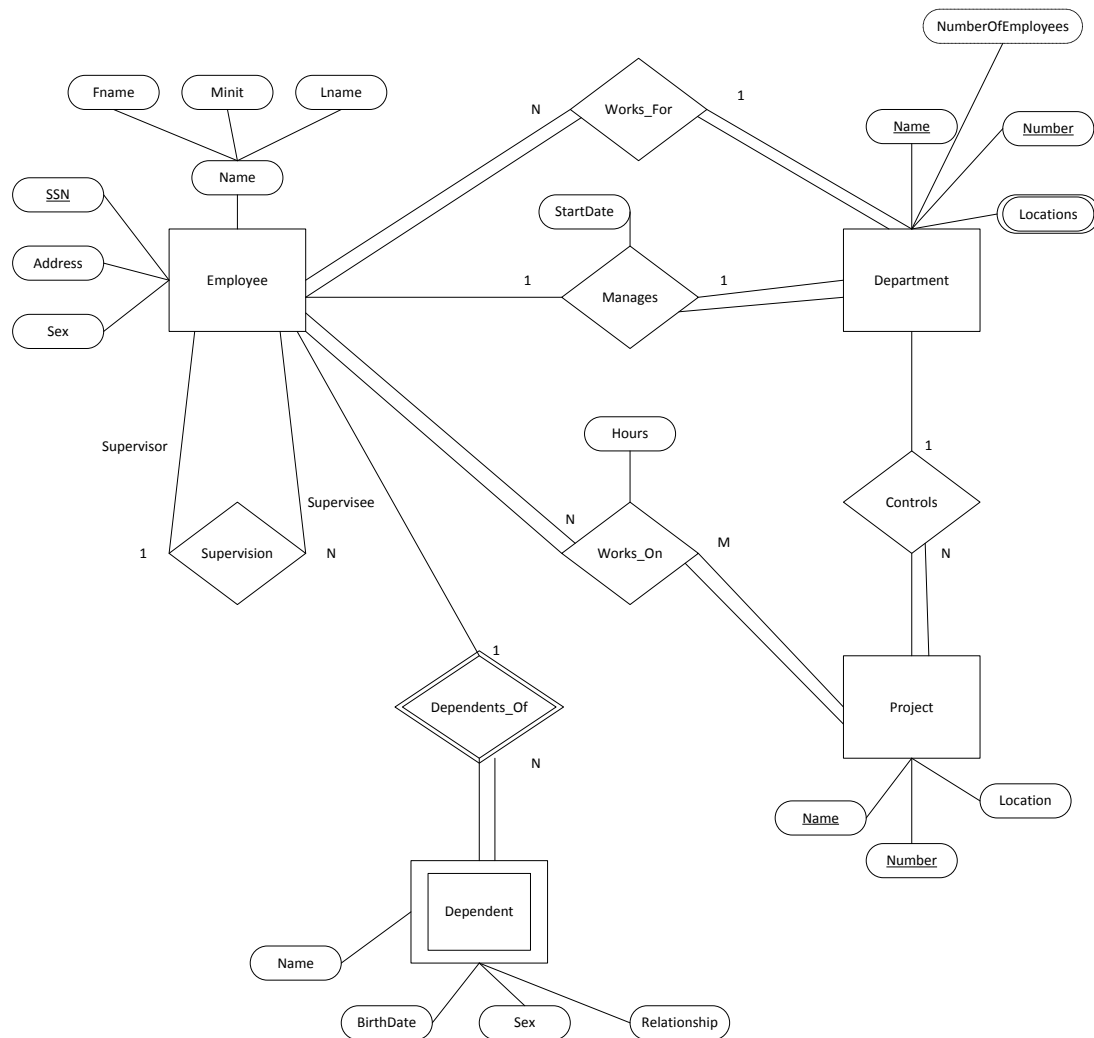 NumberOfEmployees
Fname
Minit
Lname
N
Works_For
1
Name
Number
Name
SSN
StartDate
Locations
Address
Employee
1
Manages
1
Department
Sex
Hours
Supervisor
1
Controls
Supervisee
N
M
1
Supervision
N
Works_On
N
1
Dependents_Of
Project
N
Name
Location
Number
Dependent
Name
BirthDate
Sex
Relationship